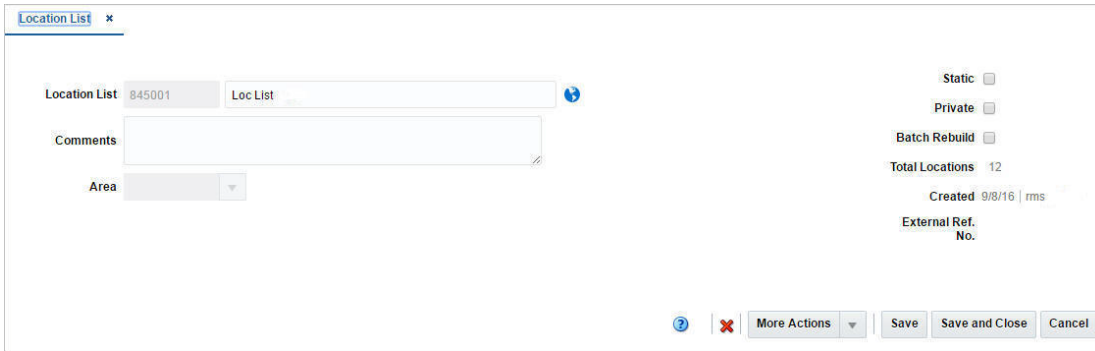 Location List ×
Location List 845001 Loc List
Comments
Area
Static
Private
Batch Rebuild
Total Locations 12
Created 9/8/16 | rms
External Ref.
No.
? More Actions Save Save and Close Cancel